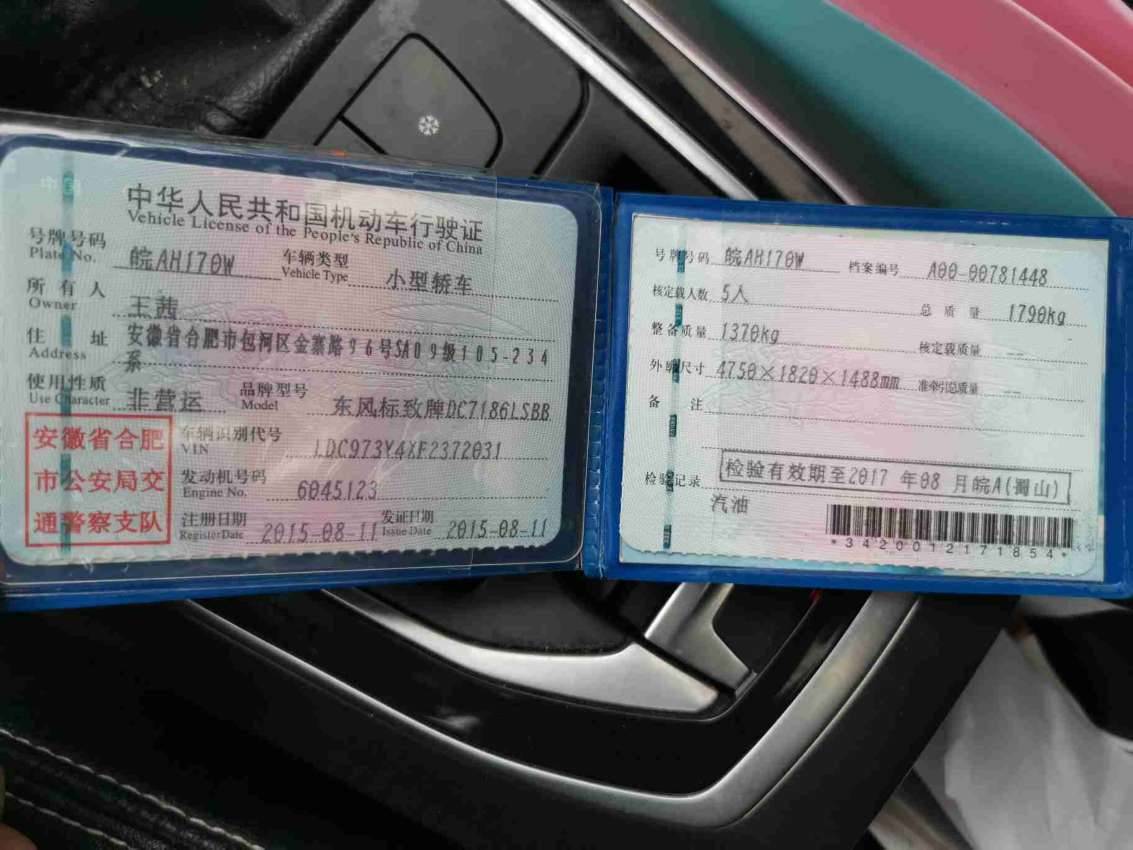 中国
中华人民共和国机动车行驶证
Vehicle License of the People's Republic of China
号牌号码 皖AH170W 车辆类型 小型轿车
Plate No. Vehicle Type
所有人 王茜
Owner
住址 安徽省合肥市包河区金寨路96号SA09级105-234
Address 系
使用性质 非营运 品牌型号 东风标致牌DC7186LSBB
Use Character Model
安徽省合肥
市公安局交
通警察支队
车辆识别代号 LDC973Y4XF2372031
VIN
发动机号码 6045123
Engine No.
注册日期 2015-08-11 发证日期 2015-08-11
Register Date Issue Date
号牌号码 皖AH170W 档案编号 A00-00781448
核定载人数 5人 总质量 1790kg
整备质量 1370kg 核定载质量 --
外廓尺寸 4750×1820×1488mm 准牵引总质量 --
备注
检验记录 检验有效期至2017 年08 月皖A(蜀山)
汽油
*3420012171854*